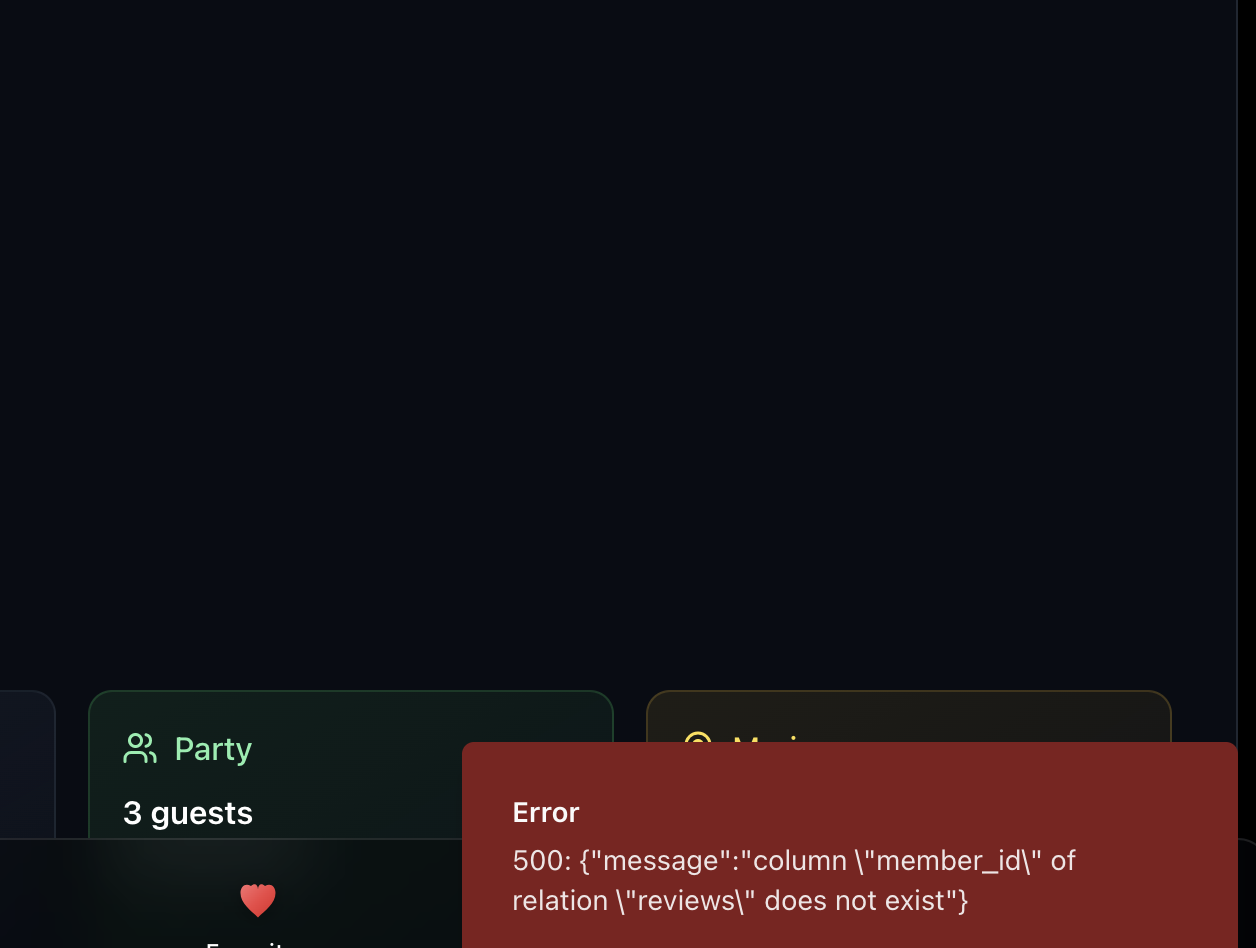 Party
3 guests
Error
500: {"message":"column \"member_id\" of
relation \"reviews\" does not exist"}